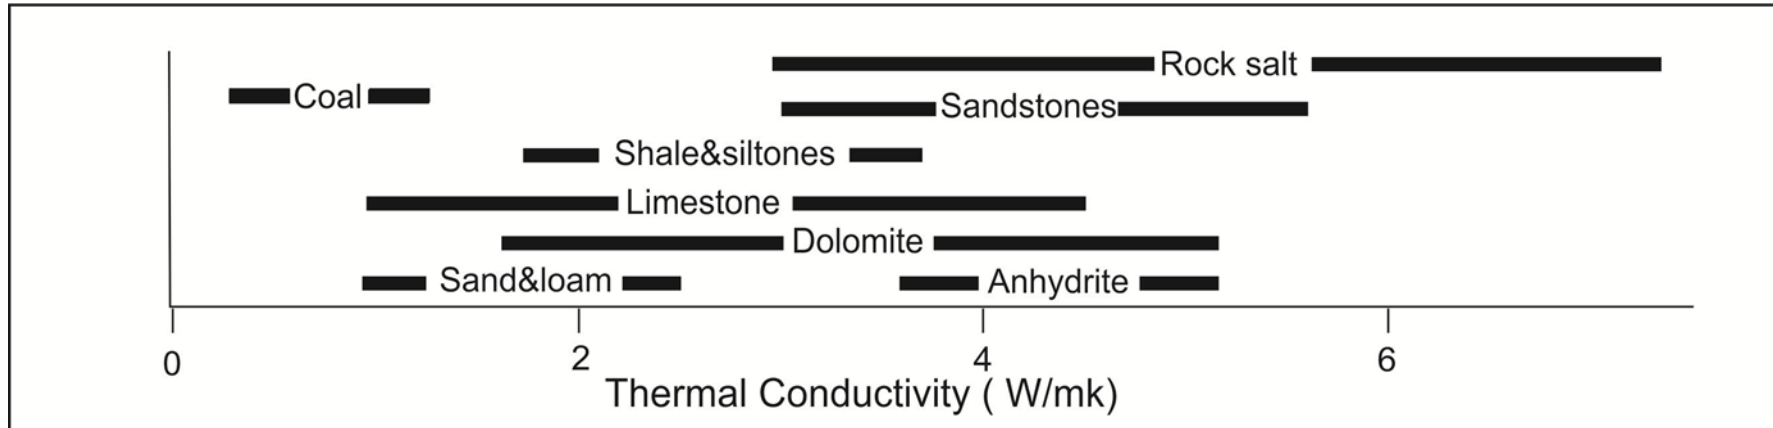 Rock salt
Coal
Sandstones
Shale&siltones
Limestone
Dolomite
Sand&loam
Anhydrite
0
2
4
6
Thermal Conductivity ( W/mk)